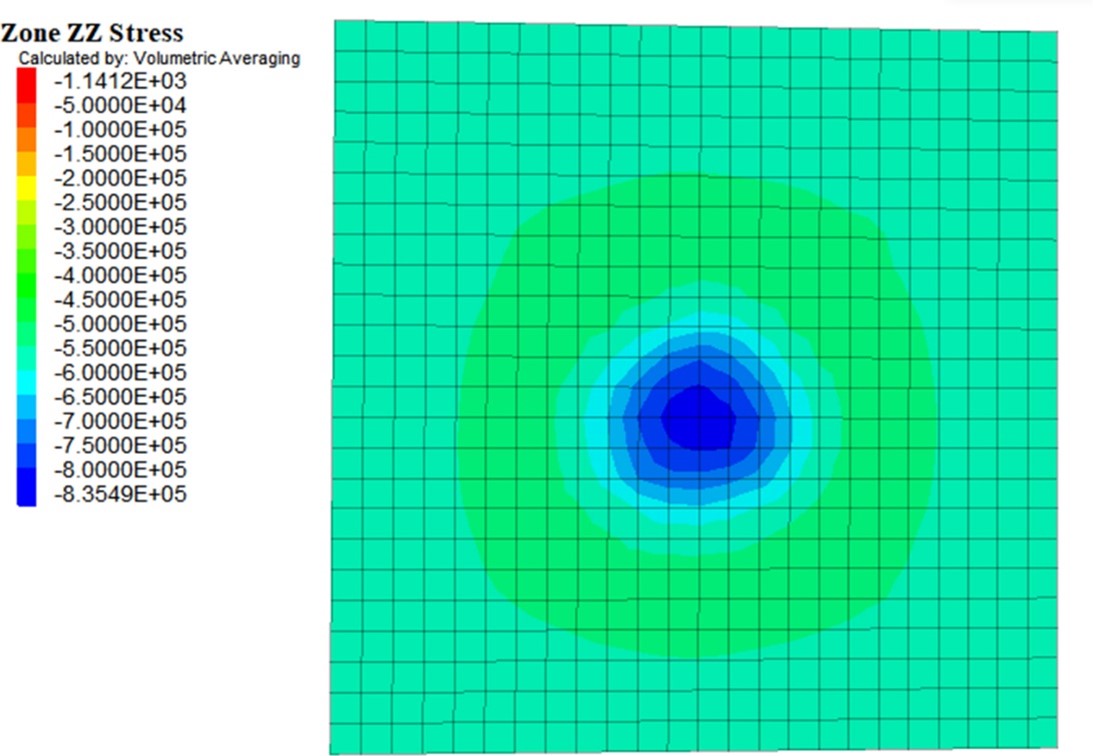 Zone ZZ Stress
Calculated by: Volumetric Averaging
-1.1412E+03
-5.0000E+04
-1.0000E+05
-1.5000E+05
-2.0000E+05
-2.5000E+05
-3.0000E+05
-3.5000E+05
-4.0000E+05
-4.5000E+05
-5.0000E+05
-5.5000E+05
-6.0000E+05
-6.5000E+05
-7.0000E+05
-7.5000E+05
-8.0000E+05
-8.3549E+05